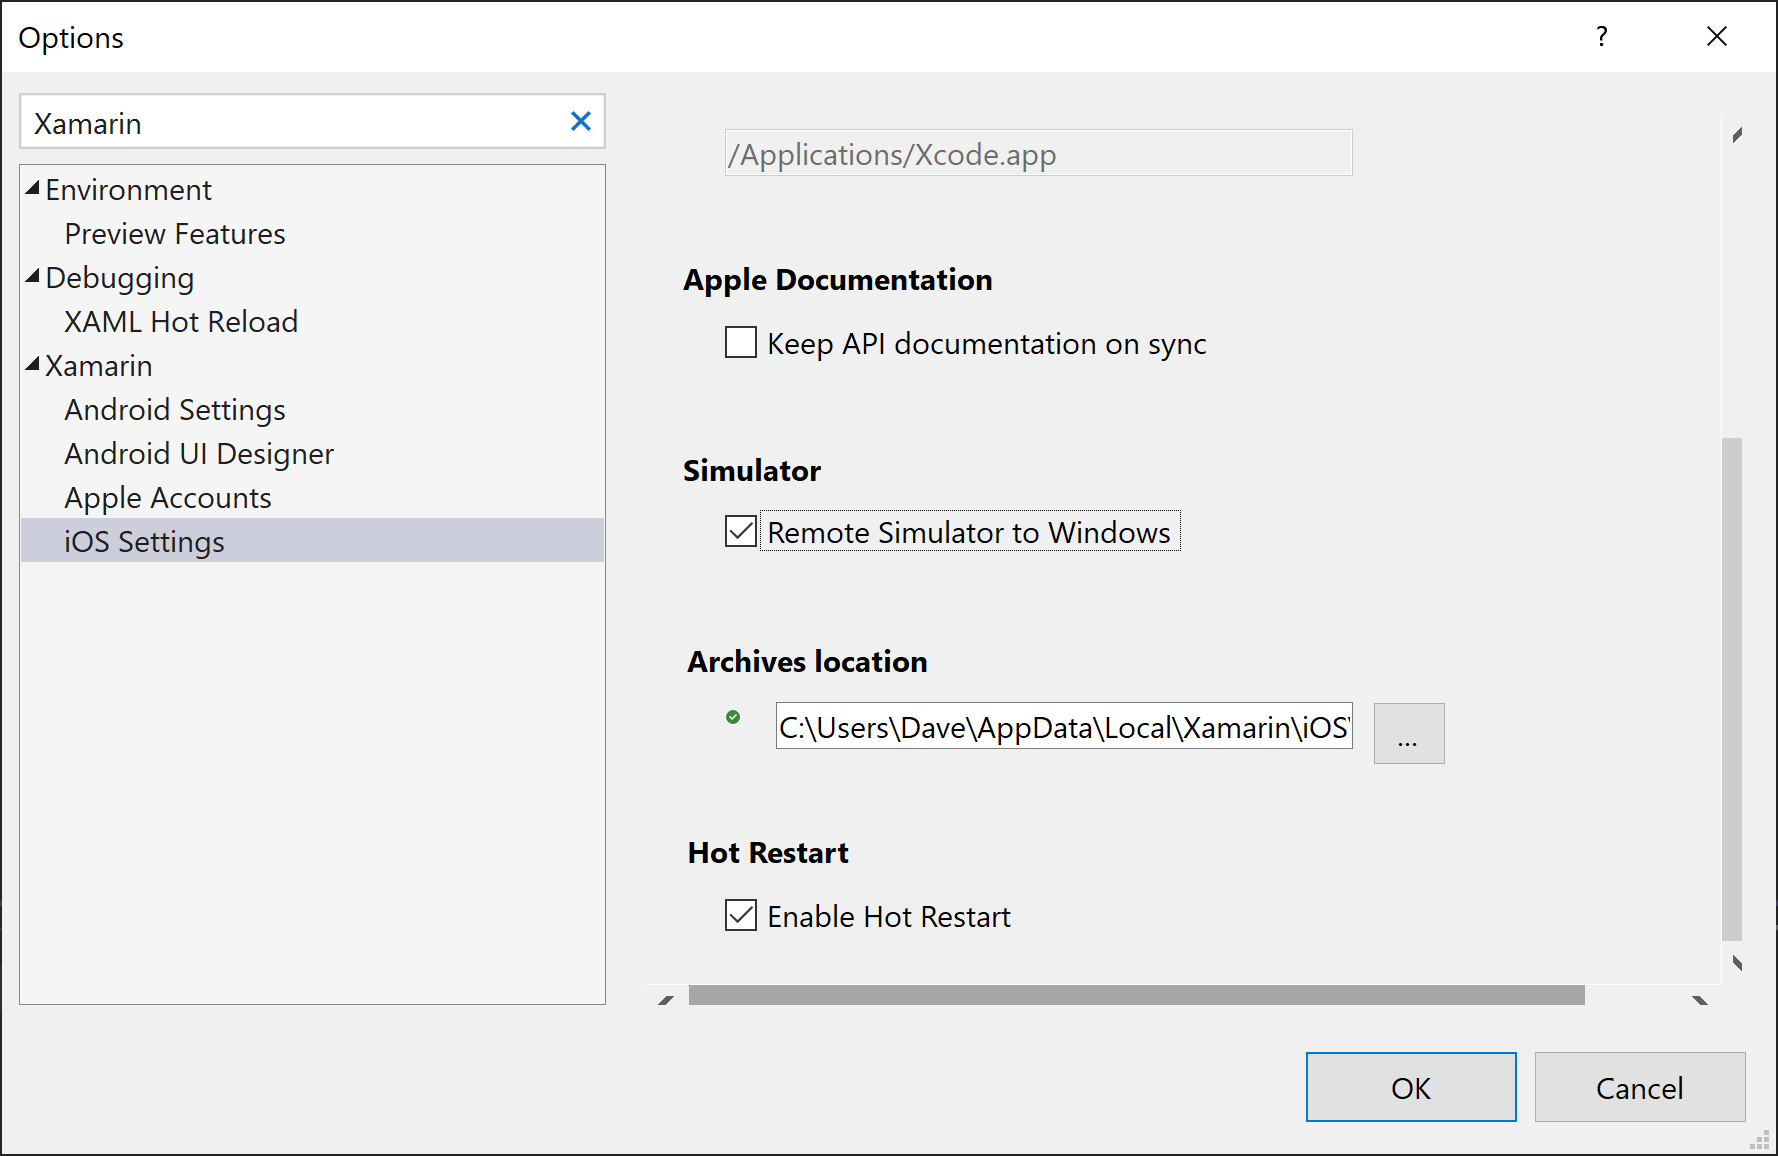 Options
?
Xamarin
Environment
Preview Features
Debugging
XAML Hot Reload
Xamarin
Android Settings
Android UI Designer
Apple Accounts
iOS Settings
/Applications/Xcode.app
Apple Documentation
Keep API documentation on sync
Simulator
Remote Simulator to Windows
Archives location
C:\Users\Dave\AppData\Local\Xamarin\iOS\
...
Hot Restart
Enable Hot Restart
OK
Cancel